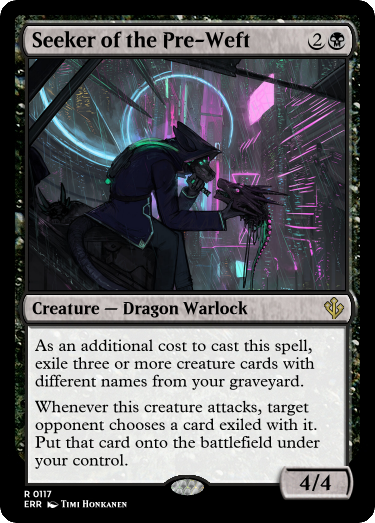 Seeker of the Pre-Weft 2
Creature — Dragon Warlock
As an additional cost to cast this spell,
exile three or more creature cards with
different names from your graveyard.
Whenever this creature attacks, target
opponent chooses a card exiled with it.
Put that card onto the battlefield under
your control.
4/4
R 0117
ERR Timi Honkanen